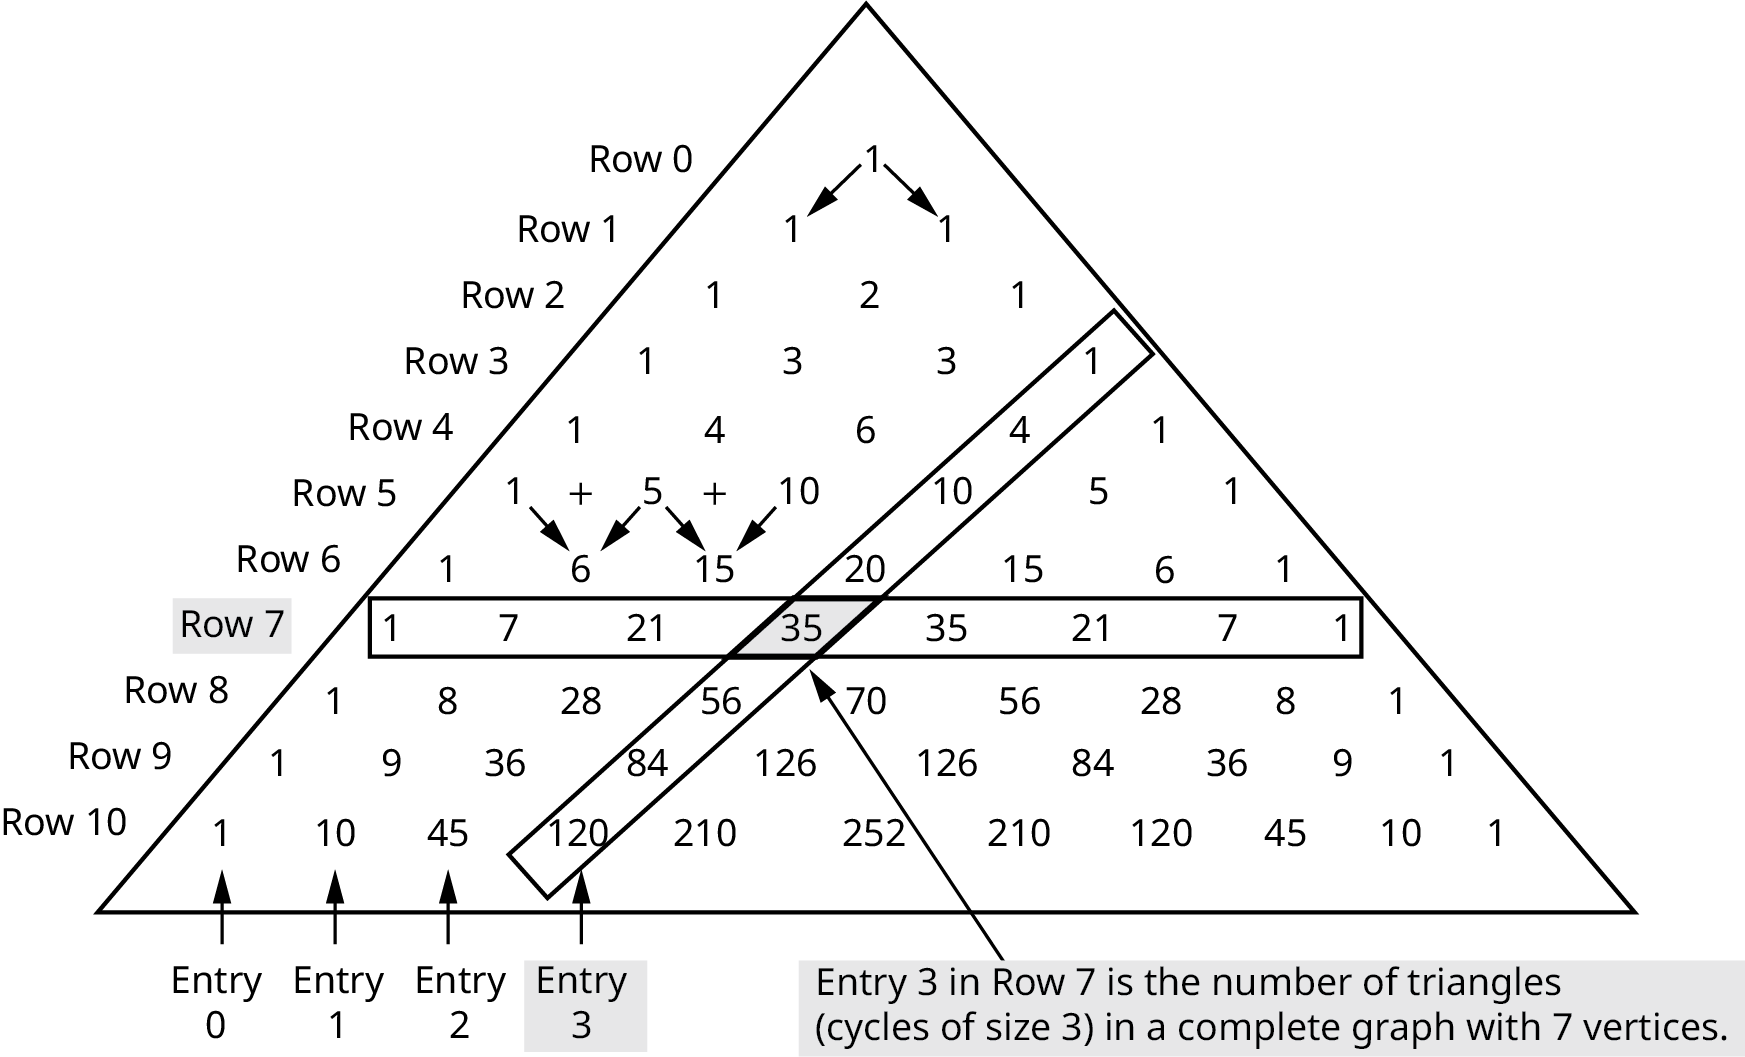 Row 0 1
Row 1 1 1
Row 2 1 2 1
Row 3 1 3 3 1
Row 4 1 4 6 4 1
Row 5 1 + 5 + 10 10 5 1
Row 6 1 6 15 20 15 6 1
Row 7 1 7 21 35 35 21 7 1
Row 8 1 8 28 56 70 56 28 8 1
Row 9 1 9 36 84 126 126 84 36 9 1
Row 10 1 10 45 120 210 252 210 120 45 10 1
Entry 0
Entry 1
Entry 2
Entry 3
Entry 3 in Row 7 is the number of triangles
(cycles of size 3) in a complete graph with 7 vertices.